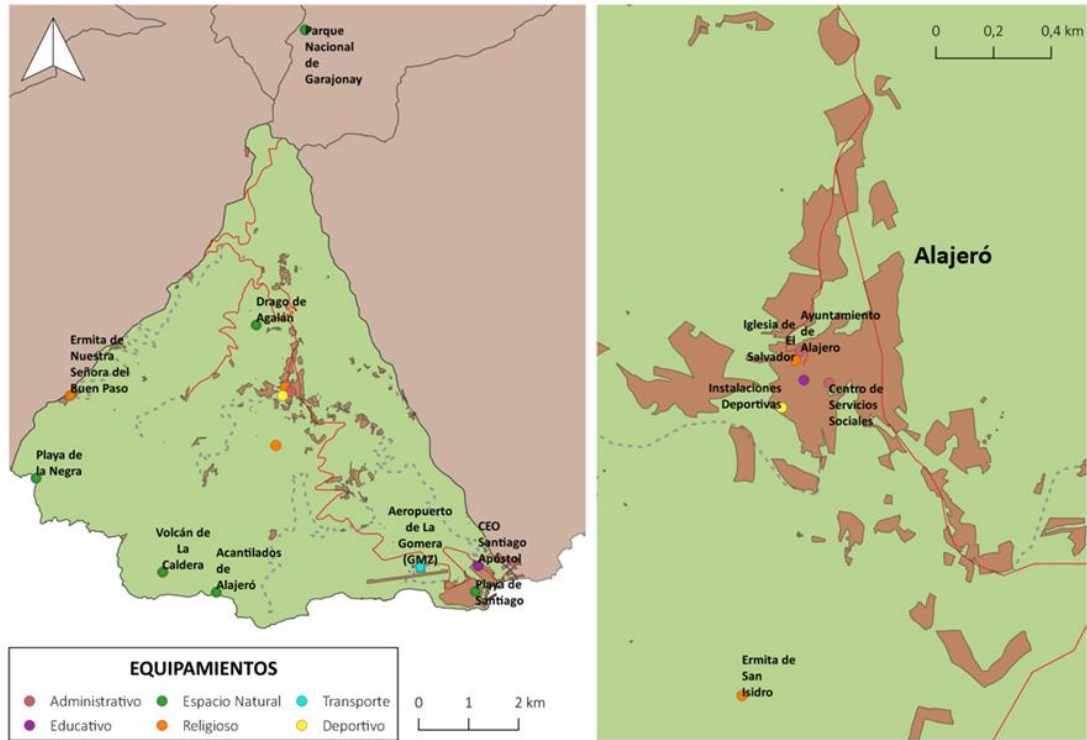 Parque
Nacional
de
Garajonay
Drago de
Agalán
Ermita de
Nuestra
Señora del
Buen Paso
Playa de
la Negra
Volcán de
La
Caldera
Acantilados
de
Alajeró
Aeropuerto
de La
Gomera
(GMZ)
CEO
Santiago
Apóstol
Playa de
Santiago
EQUIPAMIENTOS
Administrativo
Espacio Natural
Transporte
Educativo
Religioso
Deportivo
0 1 2 km
0 0,2 0,4 km
Alajeró
Iglesia de
El
Salvador
Ayuntamiento
de
Alajero
Instalaciones
Deportivas
Centro de
Servicios
Sociales
Ermita de
San
Isidro